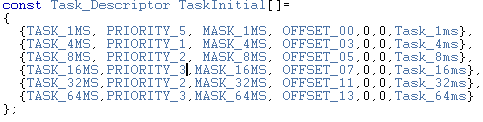 const Task_Descriptor TaskInitial[]=
{
{TASK_1MS, PRIORITY_5, MASK_1MS, OFFSET_00,0,0,Task_1ms},
{TASK_4MS, PRIORITY_1, MASK_4MS, OFFSET_03,0,0,Task_4ms},
{TASK_8MS, PRIORITY_2, MASK_8MS, OFFSET_05,0,0,Task_8ms},
{TASK_16MS,PRIORITY_3,MASK_16MS, OFFSET_07,0,0,Task_16ms},
{TASK_32MS,PRIORITY_2,MASK_32MS, OFFSET_11,0,0,Task_32ms},
{TASK_64MS,PRIORITY_3,MASK_64MS, OFFSET_13,0,0,Task_64ms}
};